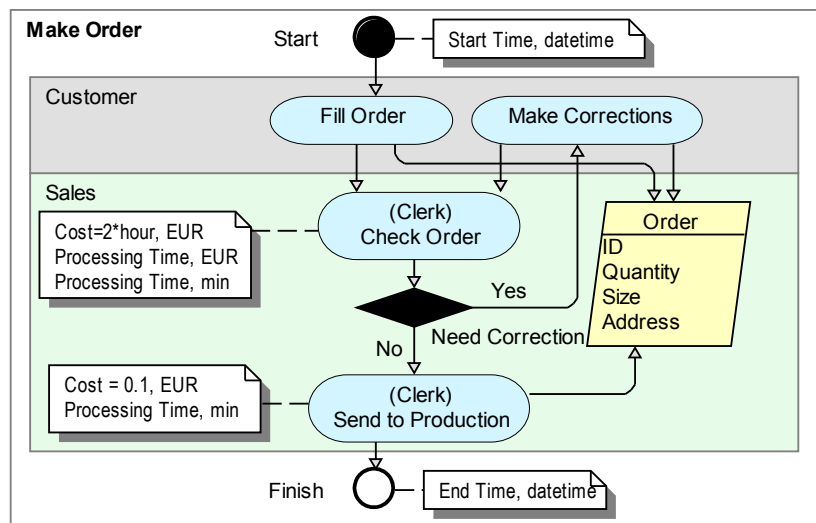 Make Order
Start
Start Time, datetime
Customer
Fill Order
Make Corrections
Sales
(Clerk)
Check Order
Cost=2*hour, EUR
Processing Time, EUR
Processing Time, min
Order
ID
Quantity
Size
Address
Yes
Need Correction
No
Cost = 0.1, EUR
Processing Time, min
(Clerk)
Send to Production
Finish
End Time, datetime